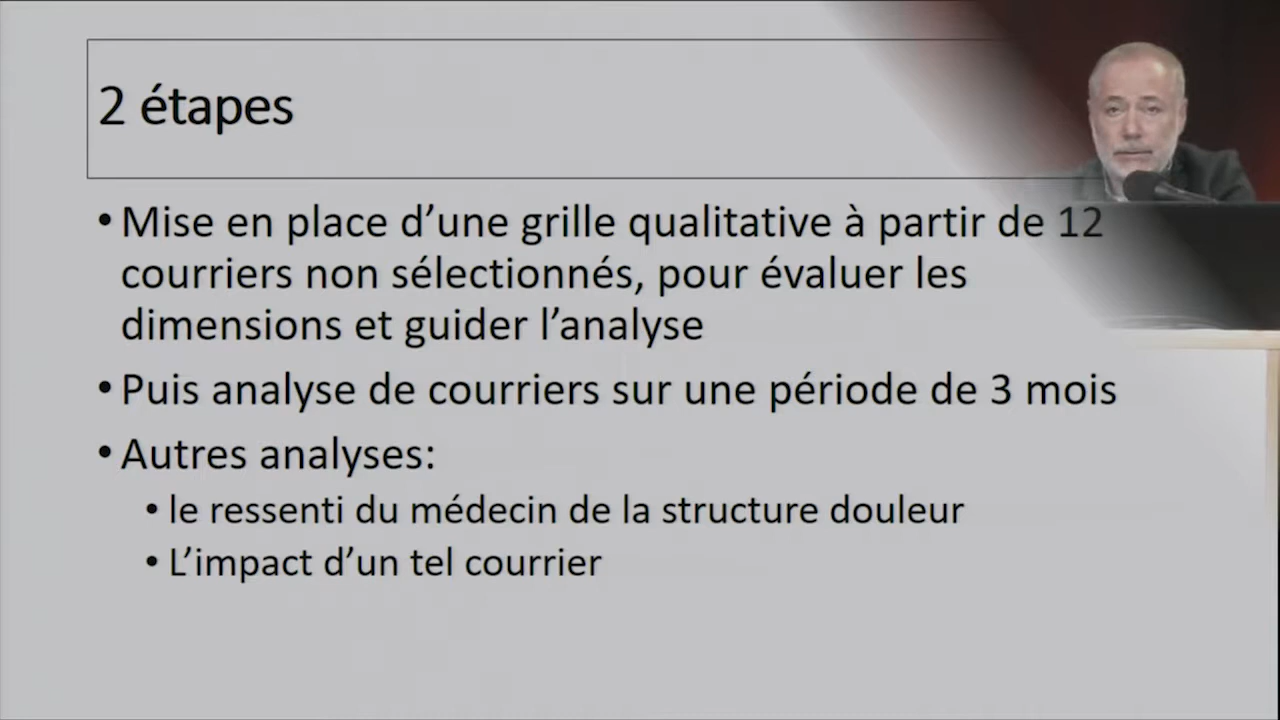 2 étapes
• Mise en place d’une grille qualitative à partir de 12
courriers non sélectionnés, pour évaluer les
dimensions et guider l’analyse
• Puis analyse de courriers sur une période de 3 mois
• Autres analyses:
• le ressenti du médecin de la structure douleur
• L’impact d’un tel courrier